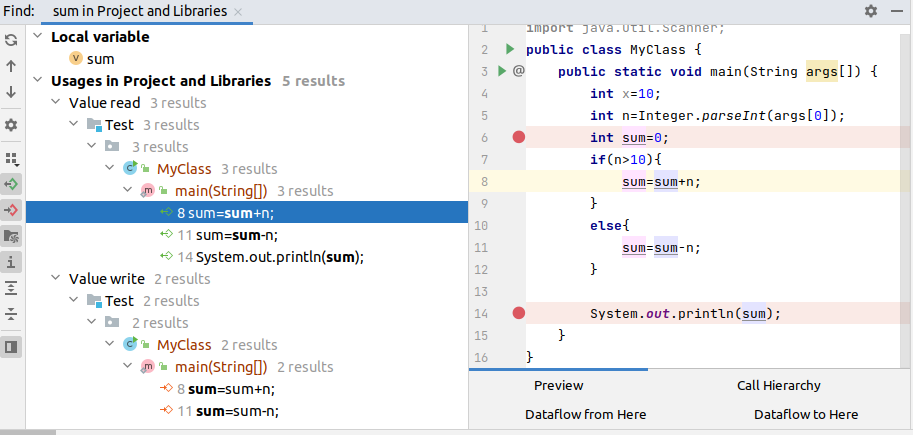 Find: sum in Project and Libraries
Local variable
V sum
Usages in Project and Libraries 5 results
Value read 3 results
Test 3 results
3 results
C MyClass 3 results
m main(String[]) 3 results
8 sum=sum+n;
11 sum=sum-n;
14 System.out.println(sum);
Value write 2 results
Test 2 results
2 results
C MyClass 2 results
m main(String[]) 2 results
8 sum=sum+n;
11 sum=sum-n;
1 import java.util.Scanner;
2 public class MyClass {
3 @ public static void main(String args[]) {
4 int x=10;
5 int n=Integer.parseInt(args[0]);
6 int sum=0;
7 if(n>10){
8 sum=sum+n;
9 }
10 else{
11 sum=sum-n;
12 }
13
14 System.out.println(sum);
15 }
16 }
Preview Call Hierarchy
Dataflow from Here Dataflow to Here